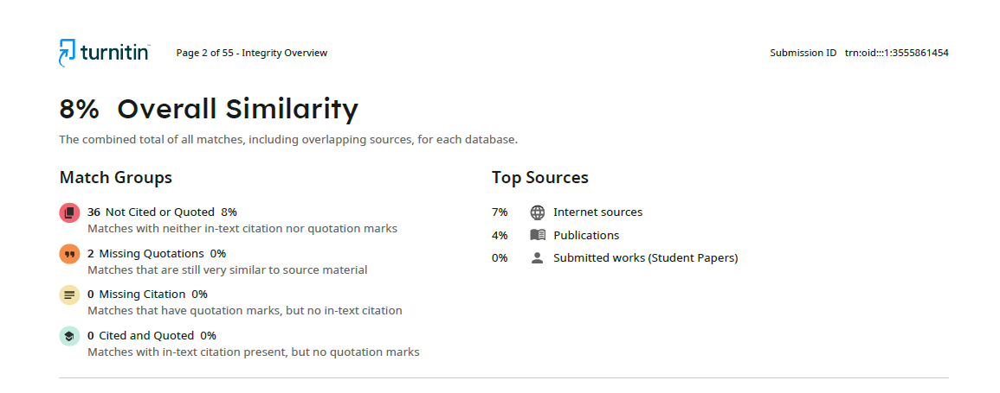 turnitin Page 2 of 55 - Integrity Overview Submission ID trn:oid:::1:3555861454
8% Overall Similarity
The combined total of all matches, including overlapping sources, for each database.
Match Groups
36 Not Cited or Quoted 8%
Matches with neither in-text citation nor quotation marks
2 Missing Quotations 0%
Matches that are still very similar to source material
0 Missing Citation 0%
Matches that have quotation marks, but no in-text citation
0 Cited and Quoted 0%
Matches with in-text citation present, but no quotation marks
Top Sources
7% Internet sources
4% Publications
0% Submitted works (Student Papers)